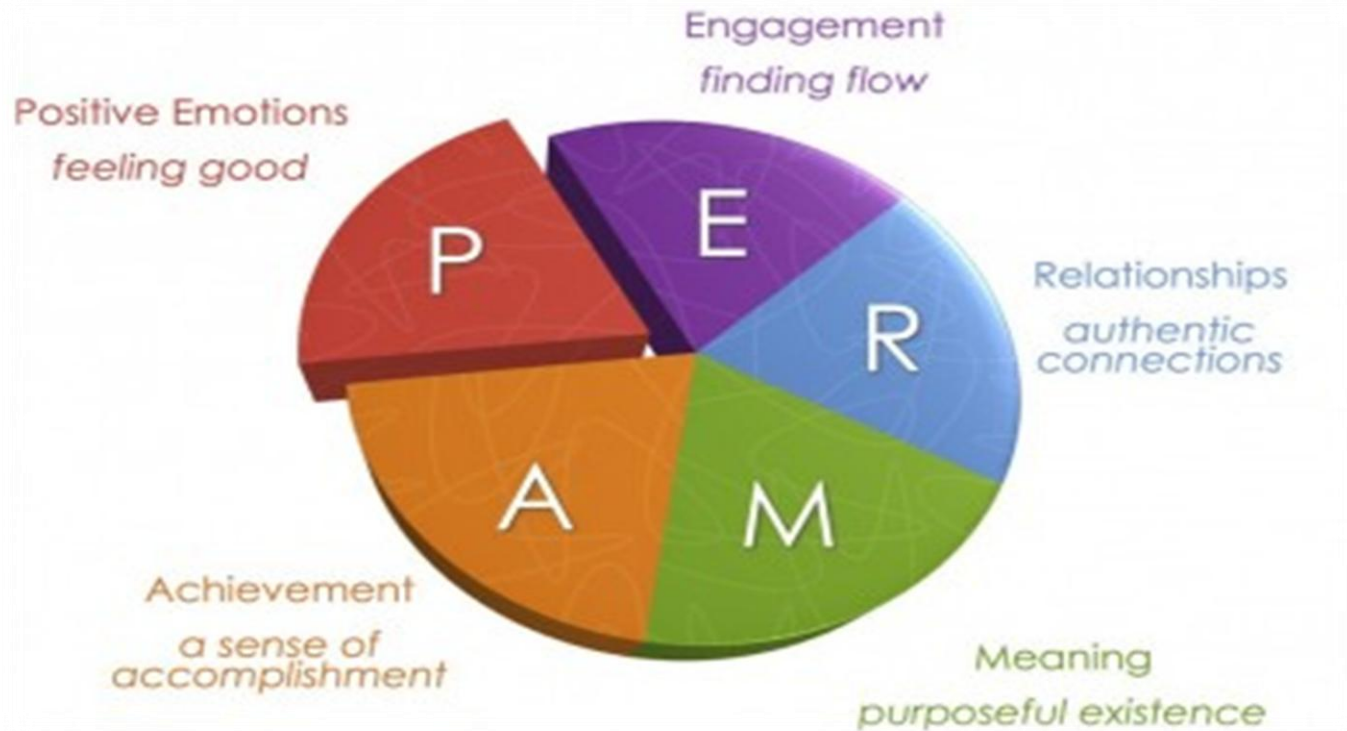 Positive Emotions
feeling good
P
Engagement
finding flow
E
Relationships
authentic
connections
R
Meaning
purposeful existence
M
Achievement
a sense of
accomplishment
A